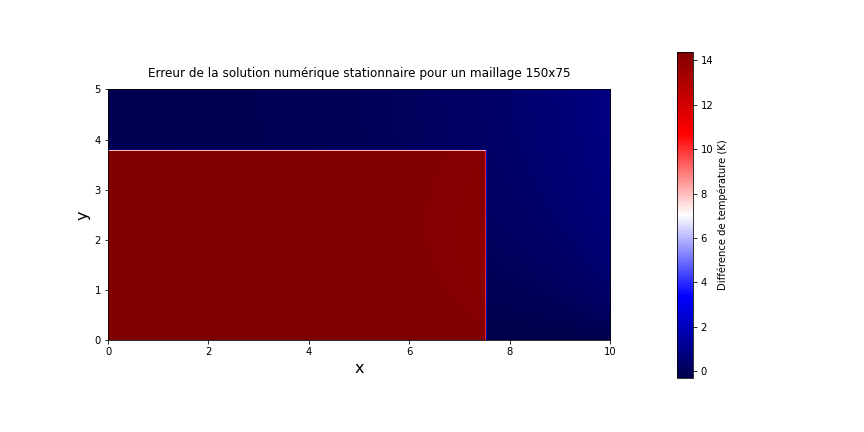 Erreur de la solution numérique stationnaire pour un maillage 150x75
5
4
3
2
1
0
y
0 2 4 6 8 10
x
14
12
10
8
6
4
2
0
Différence de température (K)